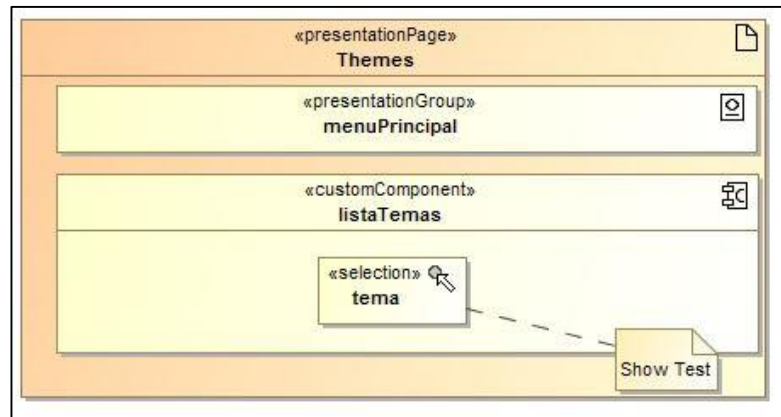 «presentationPage»
Themes
«presentationGroup»
menuPrincipal
«customComponent»
listaTemas
«selection»
tema
Show Test